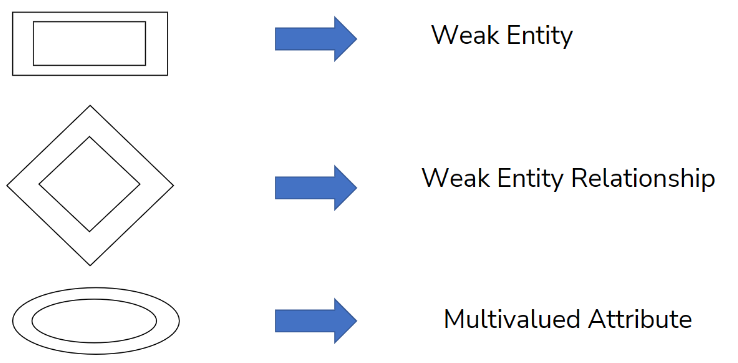 Weak Entity
Weak Entity Relationship
Multivalued Attribute